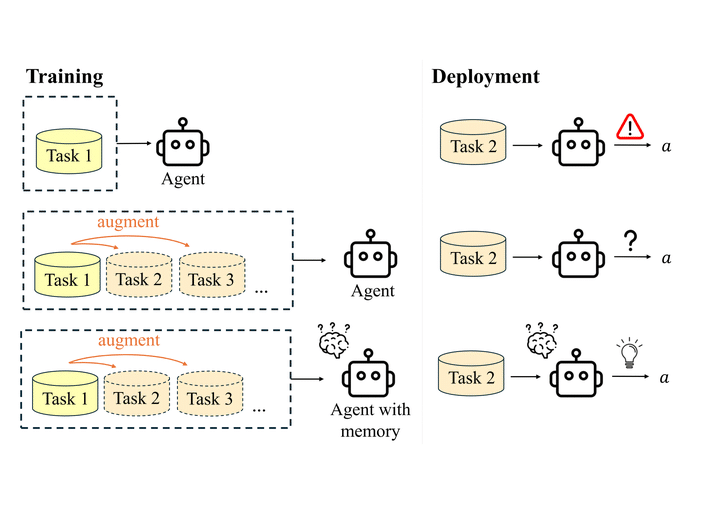 Training
Deployment
Task 1
Agent
Task 2
!
a
augment
Task 1
Task 2
Task 3
...
Agent
Task 2
?
a
augment
Task 1
Task 2
Task 3
...
? ? ?
Agent with
memory
? ? ?
Task 2
a